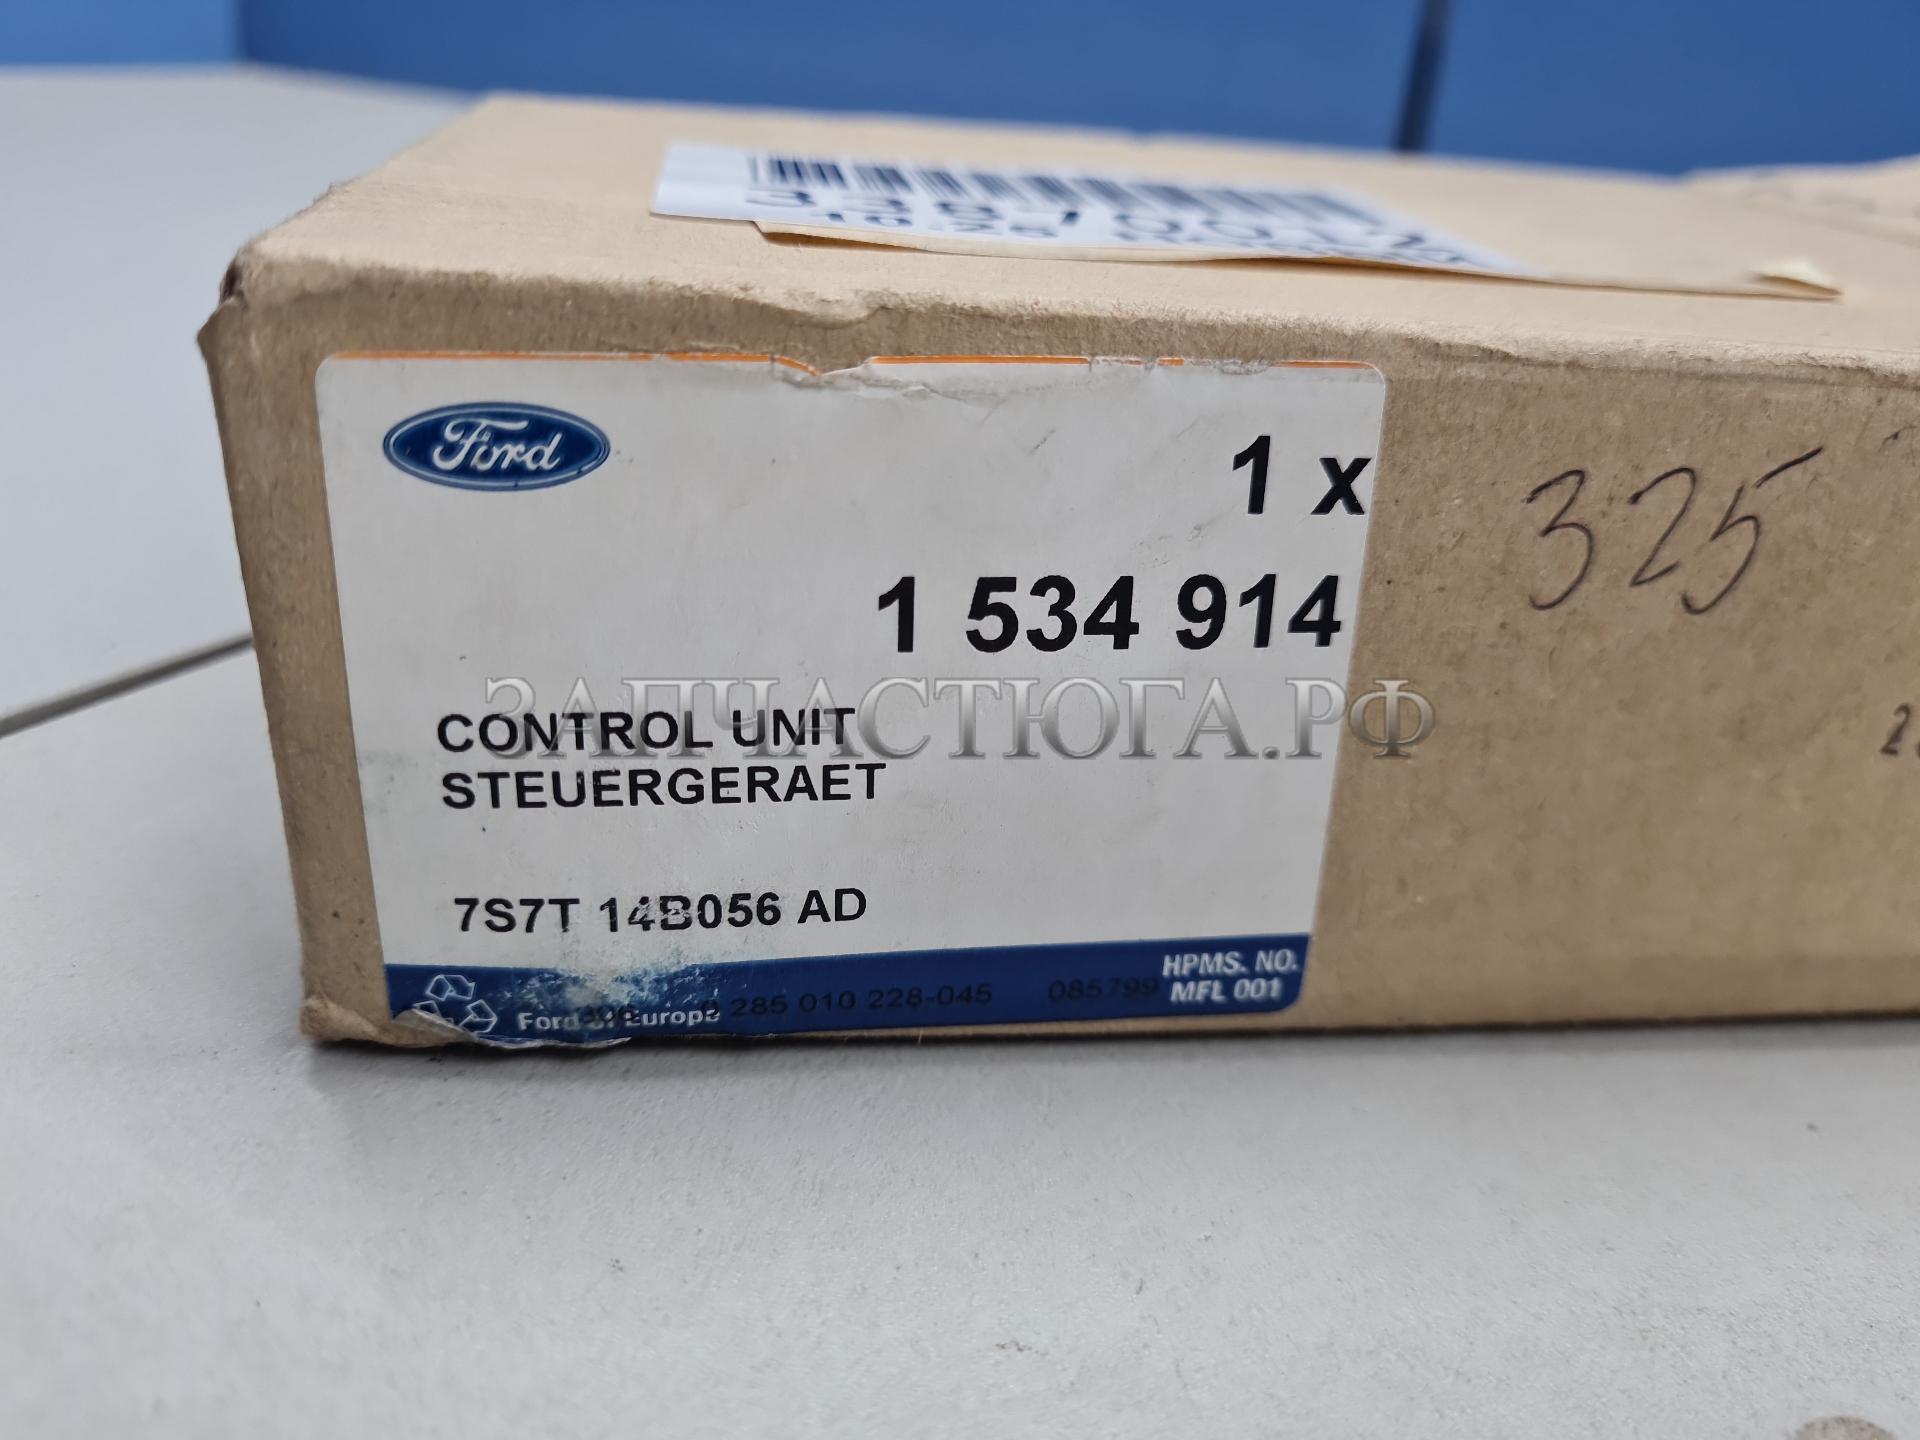 Ford
1 x
1 534 914
325
ЗАПЧАСТЮГА.РФ
CONTROL UNIT
STEUERGERAET
7S7T 14B056 AD
HPMS. NO.
MFL 001
285 010 228-045 085799
Ford of Europe